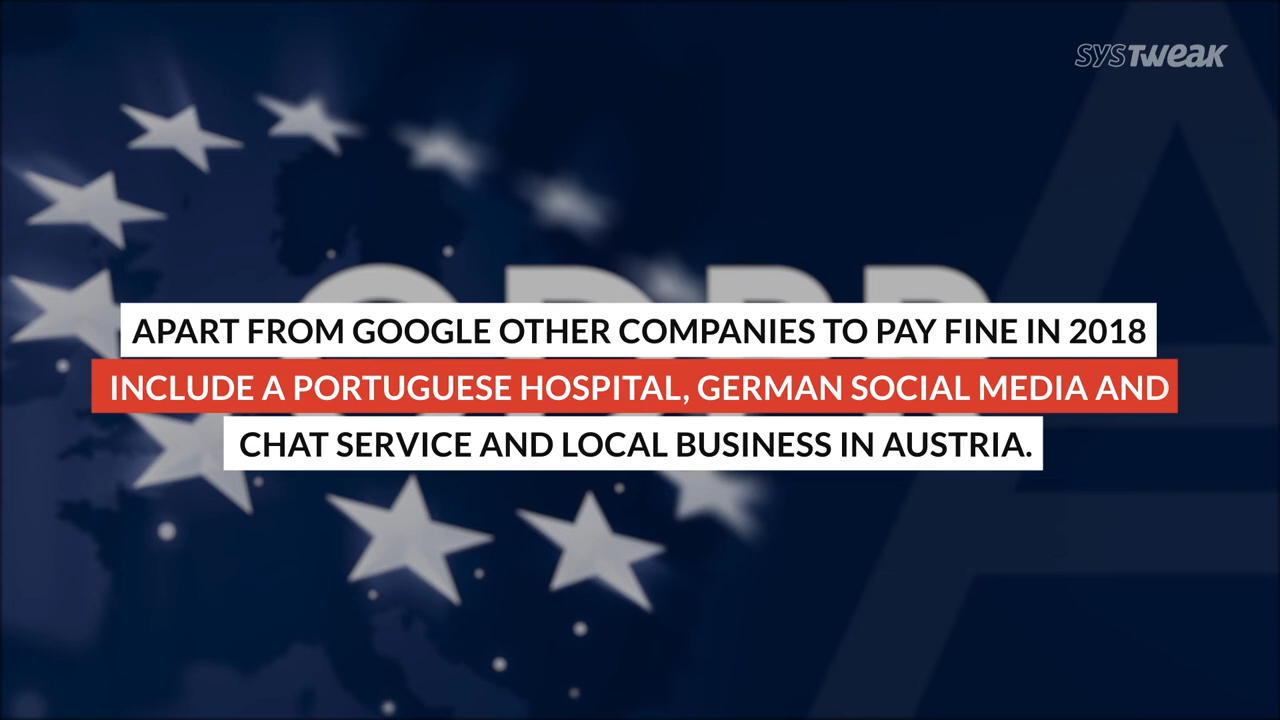 SYSTWEAK
GDPR
APART FROM GOOGLE OTHER COMPANIES TO PAY FINE IN 2018
INCLUDE A PORTUGUESE HOSPITAL, GERMAN SOCIAL MEDIA AND
CHAT SERVICE AND LOCAL BUSINESS IN AUSTRIA.